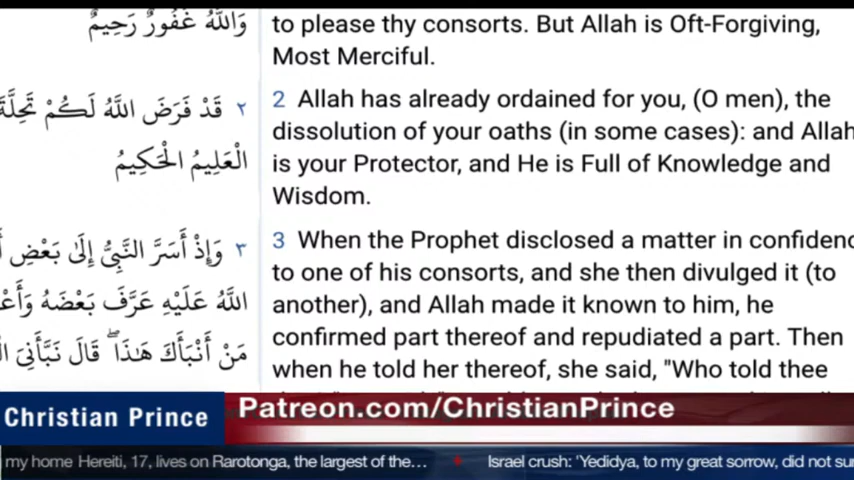 وَاللَّهُ غَفُورٌ رَحِيمٌ
to please thy consorts. But Allah is Oft-Forgiving,
Most Merciful.
٢ قَدْ فَرَضَ اللَّهُ لَكُمْ تَحِلَّةَ
الْعَلِيمُ الْحَكِيمُ
2 Allah has already ordained for you, (O men), the
dissolution of your oaths (in some cases): and Allah
is your Protector, and He is Full of Knowledge and
Wisdom.
٣ وَإِذْ أَسَرَّ النَّبِيُّ إِلَىٰ بَعْضِ
اللَّهُ عَلَيْهِ عَرَّفَ بَعْضَهُ
مَنْ أَنْبَأَكَ هَٰذَا ۖ قَالَ نَبَّأَنِيَ
3 When the Prophet disclosed a matter in confidenc
to one of his consorts, and she then divulged it (to
another), and Allah made it known to him, he
confirmed part thereof and repudiated a part. Then
when he told her thereof, she said, "Who told thee
Christian Prince
Patreon.com/ChristianPrince
my home Hereiti, 17, lives on Rarotonga, the largest of the...
Israel crush: 'Yedidya, to my great sorrow, did not su